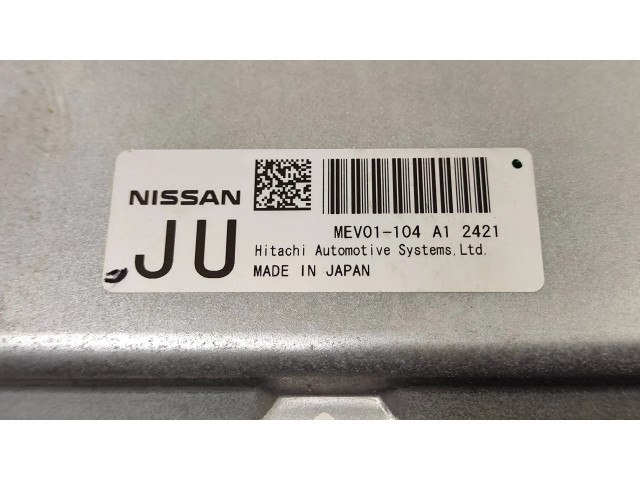 NISSAN
JU
MEV01-104 A1 2421
Hitachi Automotive Systems,Ltd.
MADE IN JAPAN